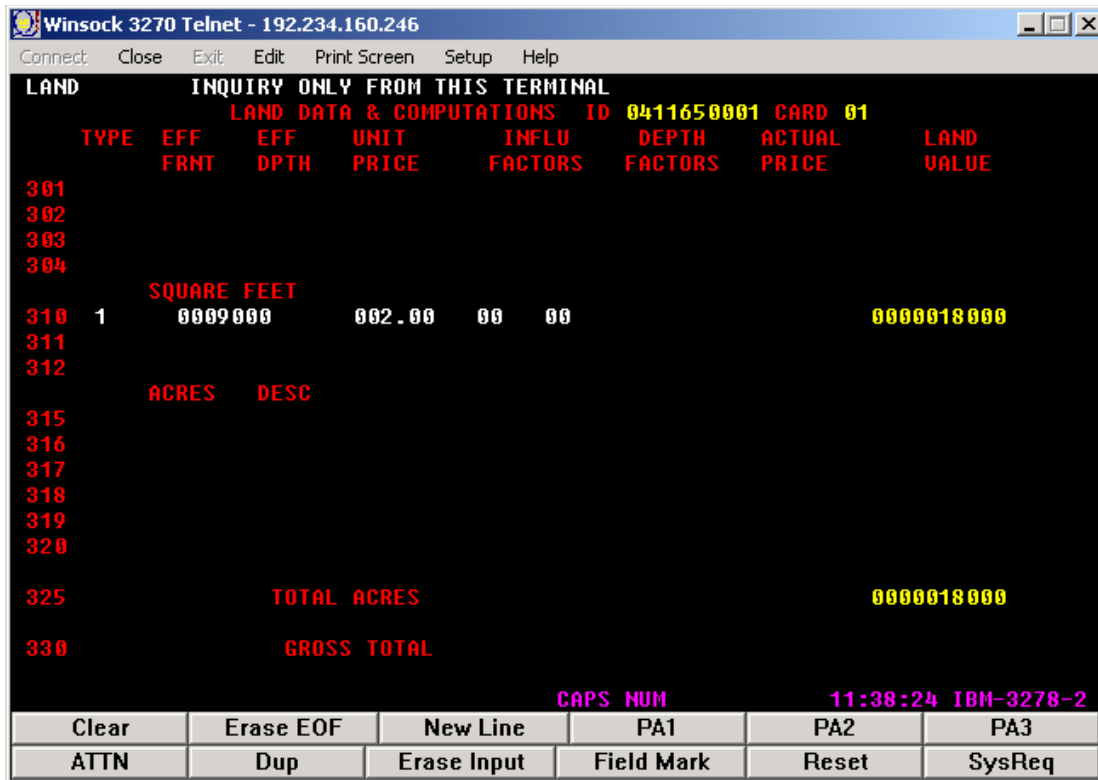 Winsock 3270 Telnet - 192.234.160.246
Connect Close Exit Edit Print Screen Setup Help
LAND INQUIRY ONLY FROM THIS TERMINAL
LAND DATA & COMPUTATIONS ID 0411650001 CARD 01
TYPE EFF EFF UNIT INFLU DEPTH ACTUAL LAND
FRNT DPTH PRICE FACTORS FACTORS PRICE VALUE
301
302
303
304
SQUARE FEET
310 1 0009000 002.00 00 00 0000018000
311
312
ACRES DESC
315
316
317
318
319
320
325 TOTAL ACRES 0000018000
330 GROSS TOTAL
CAPS NUM 11:38:24 IBM-3278-2
Clear Erase EOF New Line PA1 PA2 PA3
ATTN Dup Erase Input Field Mark Reset SysReq